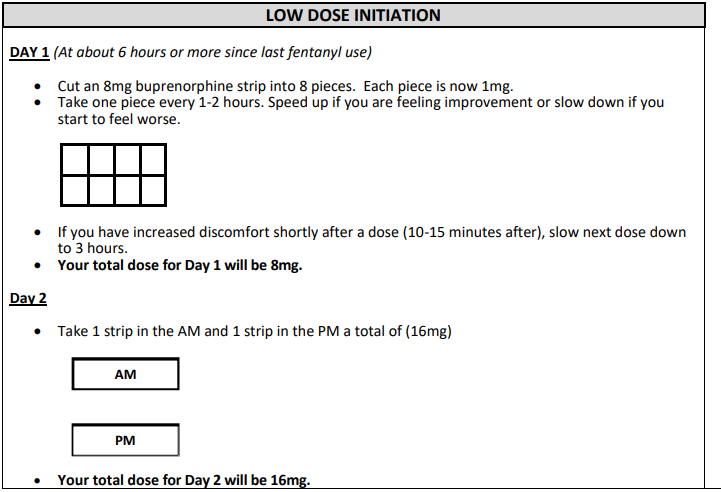 LOW DOSE INITIATION
DAY 1 (At about 6 hours or more since last fentanyl use)
• Cut an 8mg buprenorphine strip into 8 pieces.  Each piece is now 1mg.
• Take one piece every 1-2 hours. Speed up if you are feeling improvement or slow down if you
start to feel worse.
• If you have increased discomfort shortly after a dose (10-15 minutes after), slow next dose down
to 3 hours.
• Your total dose for Day 1 will be 8mg.
Day 2
• Take 1 strip in the AM and 1 strip in the PM a total of (16mg)
AM
PM
• Your total dose for Day 2 will be 16mg.